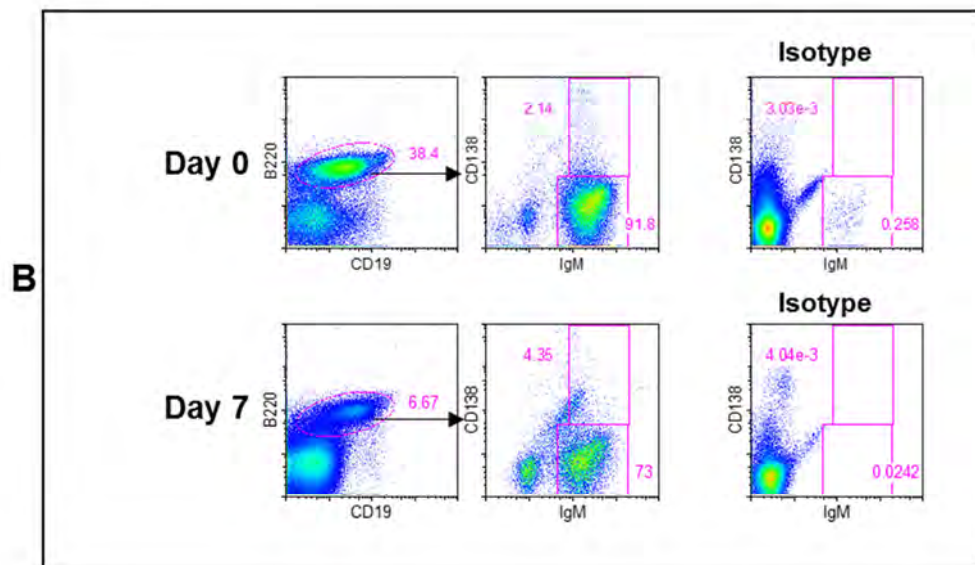 B
Isotype
Day 0
B220
38.4
CD19
2.14
CD138
91.8
IgM
3.03e-3
CD138
0.258
IgM
Isotype
Day 7
B220
6.67
CD19
4.35
CD138
73
IgM
4.04e-3
CD138
0.0242
IgM